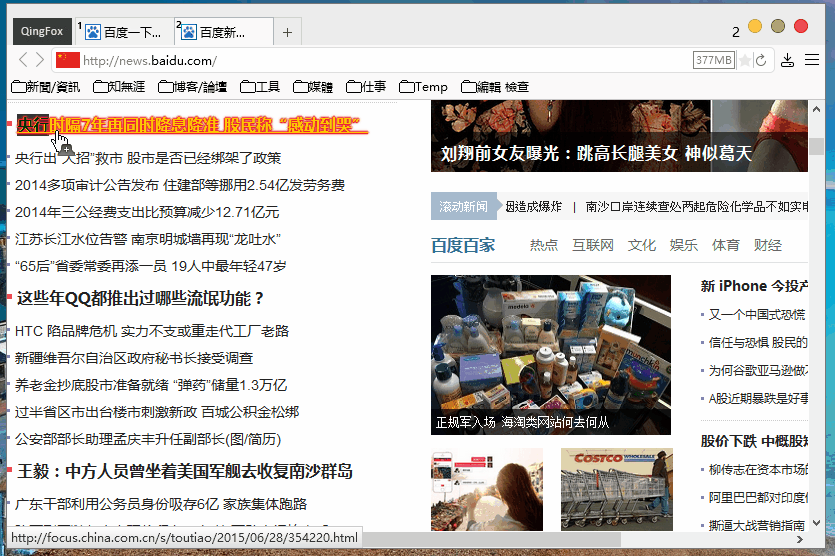 QingFox
1
百度一下...
2
百度新...
+
2
http://news.baidu.com/
377MB
新聞/資訊
知無涯
博客/論壇
工具
媒體
仕事
Temp
編輯 檢查
央行时隔7年再同时降息降准 股民称“感动到哭”
央行出 大招"救市 股市是否已经绑架了政策
2014多项审计公告发布 住建部等挪用2.54亿发劳务费
2014年三公经费支出比预算减少12.71亿元
江苏长江水位告警 南京明城墙再现“龙吐水”
“65后”省委常委再添一员 19人中最年轻47岁
这些年QQ都推出过哪些流氓功能？
HTC 陷品牌危机 实力不支或重走代工厂老路
新疆维吾尔自治区政府秘书长接受调查
养老金抄底股市准备就绪 “弹药”储量1.3万亿
过半省区市出台楼市刺激新政 百城公积金松绑
公安部部长助理孟庆丰升任副部长(图/简历)
王毅：中方人员曾坐着美国军舰去收复南沙群岛
广东干部利用公务员身份吸存6亿 家族集体跑路
http://focus.china.com.cn/s/toutiao/2015/06/28/354220.html
刘翔前女友曝光：跳高长腿美女 神似葛天
滚动新闻
因造成爆炸 | 南沙口岸连续查处两起危险化学品不如实申
百度百家
热点 互联网 文化 娱乐 体育 财经
medela
munchkin
正规军入场 海淘类网站何去何从
COSTCO WHOLESALE
新 iPhone 今投产
又一个中国式恐慌
信任与恐惧 股民的
为何谷歌亚马逊做不
A股近期暴跌是好事
股价下跌 中概股短
柳传志在资本市场的
阿里巴巴都对印度
撕逼大战营销指南